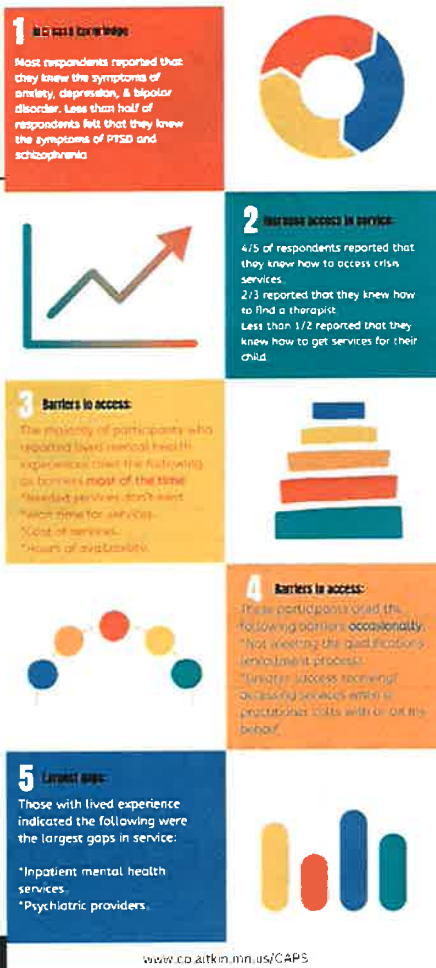 1 Increase knowledge:
Most respondents reported that
they knew the symptoms of
anxiety, depression, & bipolar
disorder. Less than half of
respondents felt that they knew
the symptoms of PTSD and
schizophrenia
2 Increase access to service:
4/5 of respondents reported that
they knew how to access crisis
services.
2/3 reported that they knew how
to find a therapist
Less than 1/2 reported that they
knew how to get services for their
child
3 Barriers to access:
The majority of participants who
reported lived mental health
experiences cited the following
as barriers most of the time
*Needed services don't exist
*Wait time for services.
*Cost of services.
*Hours of availability.
4 Barriers to access:
These participants cited the
following barriers occasionally.
*Not meeting the qualifications
(enrollment process).
*Greater success receiving/
accessing services when a
practitioner calls with or on my
behalf
5 Largest gaps:
Those with lived experience
indicated the following were
the largest gaps in service:
*Inpatient mental health
services.
*Psychiatric providers.
www.co.aitkin.mn.us/CAPS